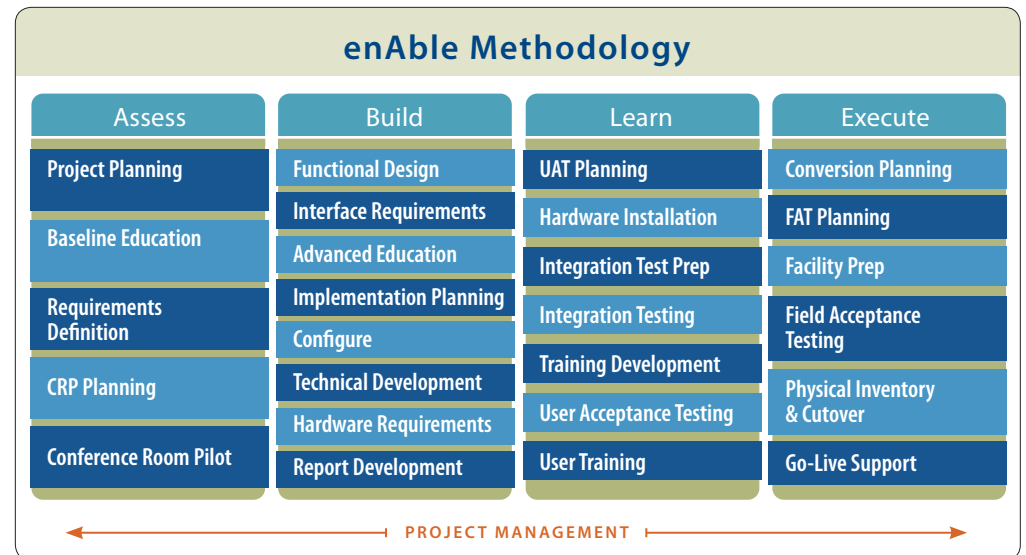 enAble Methodology
Assess
Project Planning
Baseline Education
Requirements
Definition
CRP Planning
Conference Room Pilot
Build
Functional Design
Interface Requirements
Advanced Education
Implementation Planning
Configure
Technical Development
Hardware Requirements
Report Development
Learn
UAT Planning
Hardware Installation
Integration Test Prep
Integration Testing
Training Development
User Acceptance Testing
User Training
Execute
Conversion Planning
FAT Planning
Facility Prep
Field Acceptance
Testing
Physical Inventory
& Cutover
Go-Live Support
PROJECT MANAGEMENT